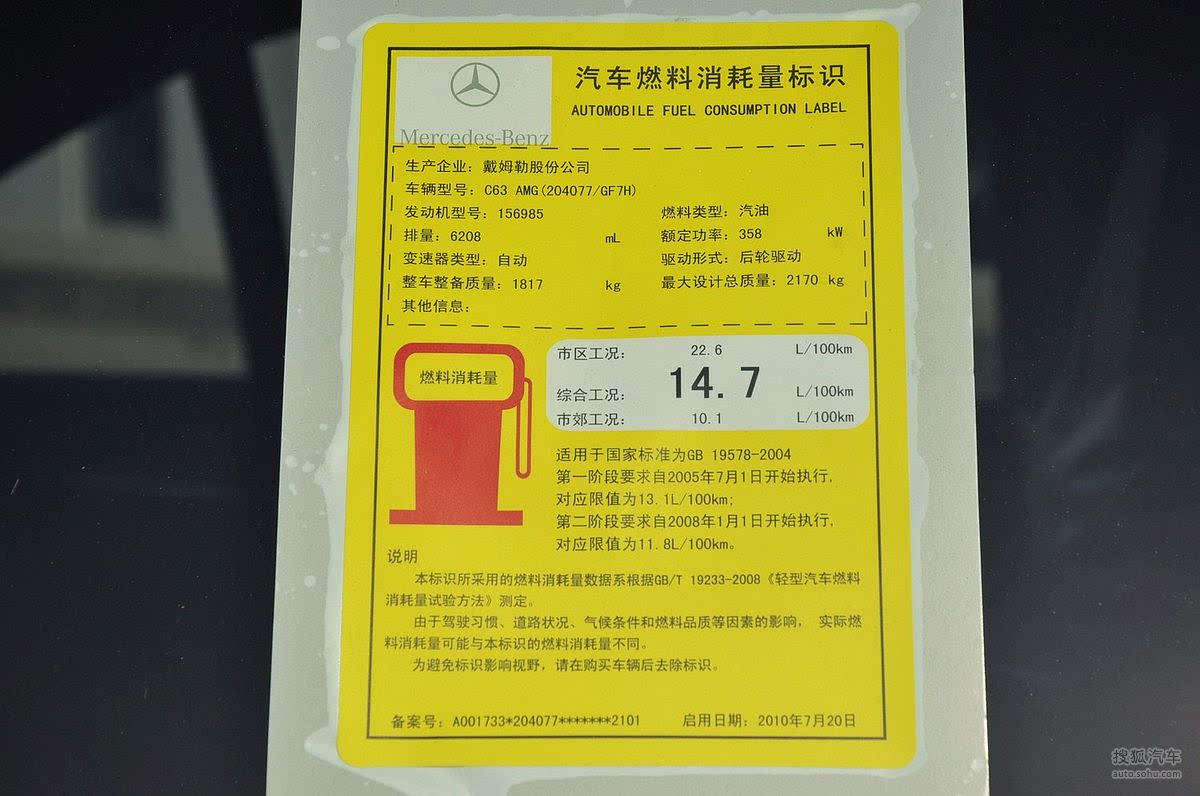 汽车燃料消耗量标识
AUTOMOBILE FUEL CONSUMPTION LABEL
Mercedes-Benz
生产企业: 戴姆勒股份公司
车辆型号: C63 AMG(204077/GF7H)
发动机型号: 156985 燃料类型: 汽油
排量: 6208 mL 额定功率: 358 kW
变速器类型: 自动 驱动形式: 后轮驱动
整车整备质量: 1817 kg 最大设计总质量: 2170 kg
其他信息:
燃料消耗量
市区工况: 22.6 L/100km
综合工况: 14.7 L/100km
市郊工况: 10.1 L/100km
适用于国家标准为GB 19578-2004
第一阶段要求自2005年7月1日开始执行,
对应限值为13.1L/100km;
第二阶段要求自2008年1月1日开始执行,
对应限值为11.8L/100km。
说明
本标识所采用的燃料消耗量数据系根据GB/T 19233-2008《轻型汽车燃料
消耗量试验方法》测定。
由于驾驶习惯、道路状况、气候条件和燃料品质等因素的影响, 实际燃
料消耗量可能与本标识的燃料消耗量不同。
为避免标识影响视野,请在购买车辆后去除标识。
备案号: A001733*204077*******2101 启用日期: 2010年7月20日
搜狐汽车
auto.sohu.com